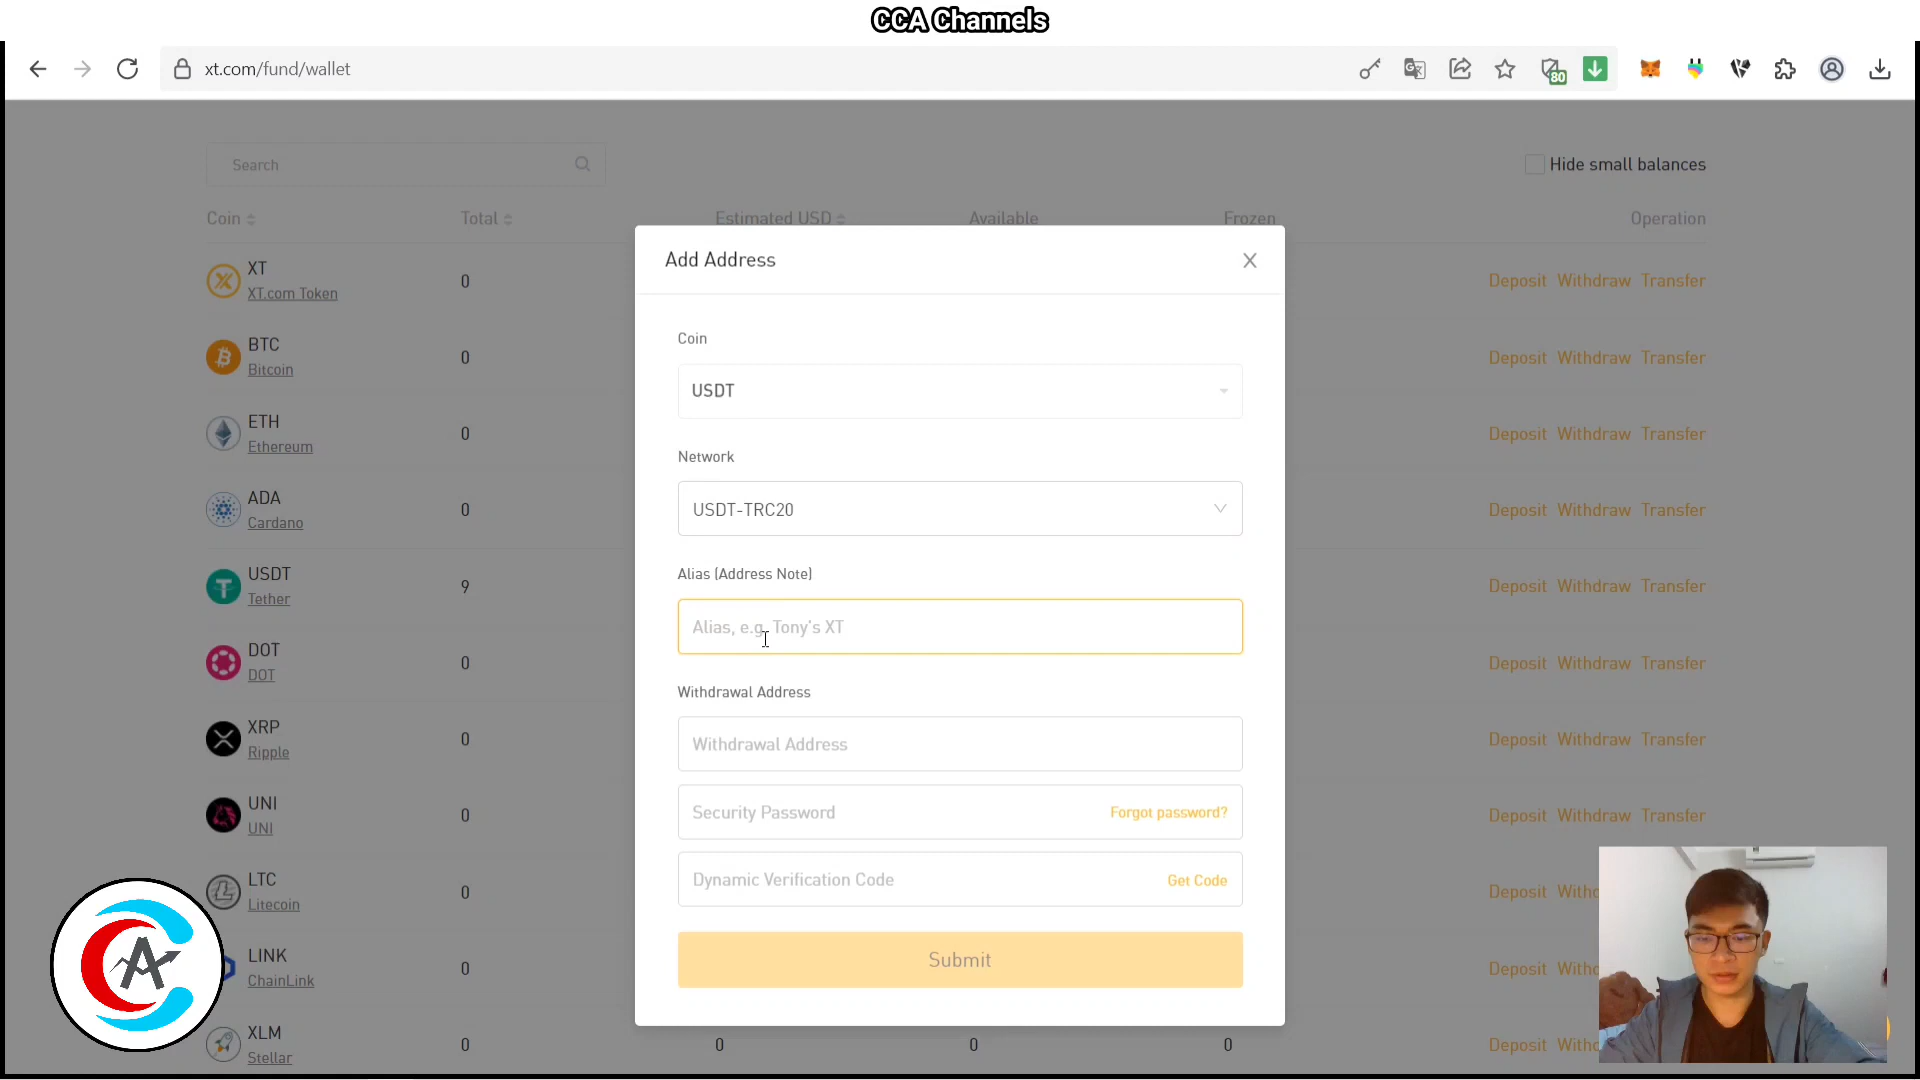 CCA Channels
xt.com/fund/wallet
80
Search
Hide small balances
Coin Total Estimated USD Available Frozen Operation
XT
XT.com Token
0
Deposit Withdraw Transfer
BTC
Bitcoin
0
Deposit Withdraw Transfer
ETH
Ethereum
0
Deposit Withdraw Transfer
ADA
Cardano
0
Deposit Withdraw Transfer
USDT
Tether
9
Deposit Withdraw Transfer
DOT
DOT
0
Deposit Withdraw Transfer
XRP
Ripple
0
Deposit Withdraw Transfer
UNI
UNI
0
Deposit Withdraw Transfer
LTC
Litecoin
0
Deposit
LINK
ChainLink
0
Deposit
XLM
Stellar
0 0 0 0
Deposit
Add Address
Coin
USDT
Network
USDT-TRC20
Alias (Address Note)
Alias, e.g. Tony's XT
Withdrawal Address
Withdrawal Address
Security Password Forgot password?
Dynamic Verification Code Get Code
Submit